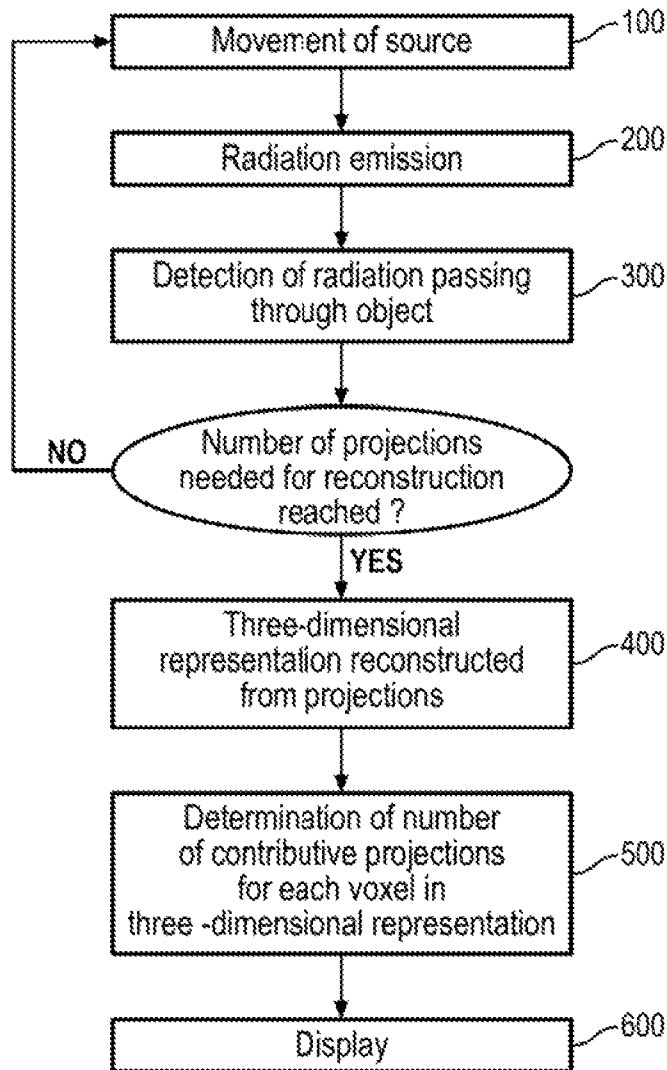 Movement of source
100
Radiation emission
200
Detection of radiation passing
through object
300
Number of projections
needed for reconstruction
reached ?
NO
YES
Three-dimensional
representation reconstructed
from projections
400
Determination of number
of contributive projections
for each voxel in
three -dimensional representation
500
Display
600